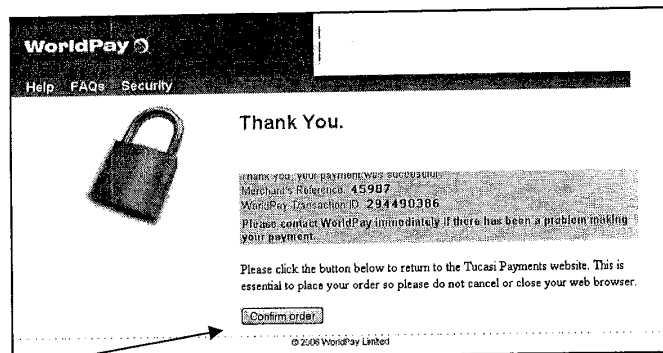 WorldPay
Help FAQs Security
Thank You.
Thank you, your payment was successful
Merchant's Reference: 45987
WorldPay Transaction ID: 294490386
Please contact WorldPay immediately if there has been a problem making
your payment.
Please click the button below to return to the Tucasi Payments website. This is
essential to place your order so please do not cancel or close your web browser.
Confirm order
© 2006 WorldPay Limited